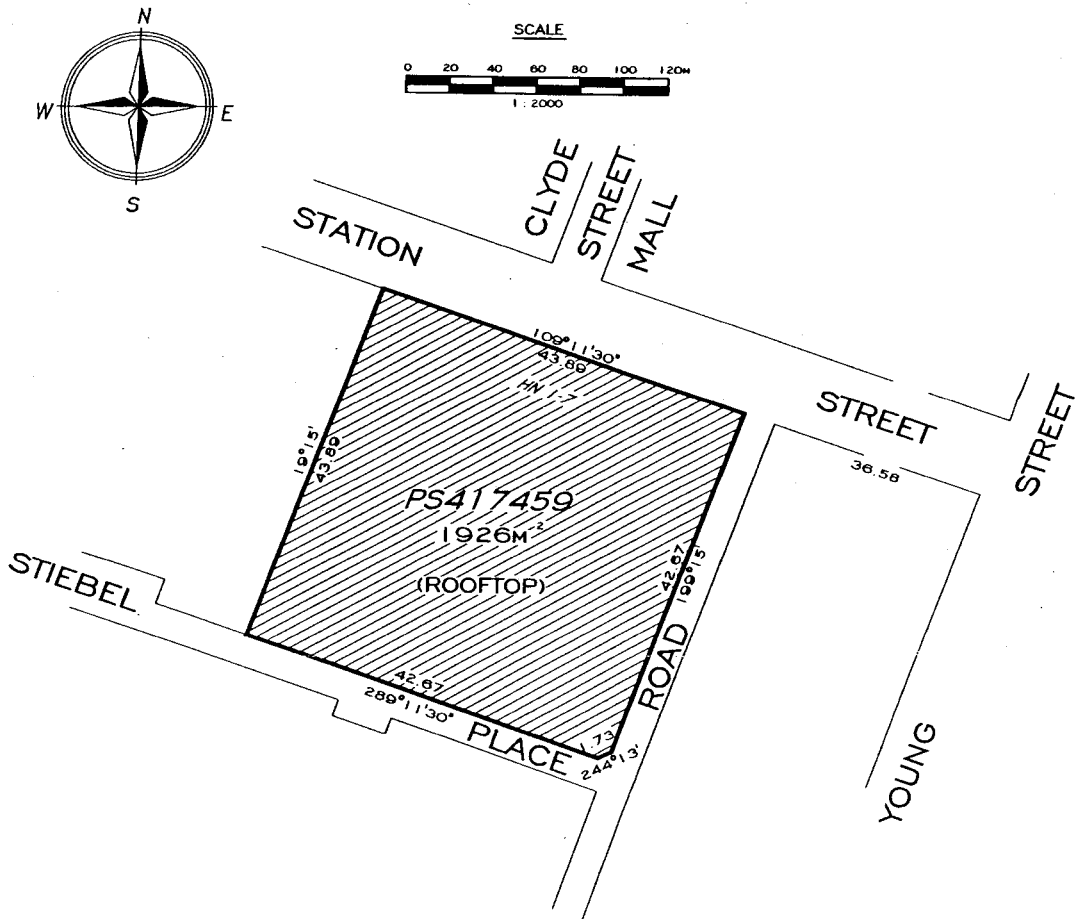 N
W
E
S
SCALE
0 20 40 60 80 100 120M
1 : 2000
CLYDE
STREET
MALL
STATION
109°11'30"
43.89
HN 1-7
STREET
36.58
STREET
19°15'
43.89
PS417459
1926M²
(ROOFTOP)
42.67
199°15'
ROAD
STIEBEL
42.67
289°11'30"
PLACE
1.73
244°13'
YOUNG